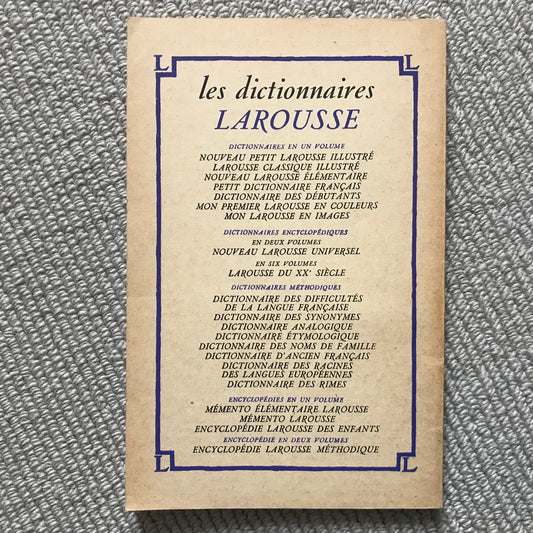 L L
les dictionnaires
LAROUSSE
DICTIONNAIRES EN UN VOLUME
NOUVEAU PETIT LAROUSSE ILLUSTRÉ
LAROUSSE CLASSIQUE ILLUSTRÉ
NOUVEAU LAROUSSE ÉLÉMENTAIRE
PETIT DICTIONNAIRE FRANÇAIS
DICTIONNAIRE DES DÉBUTANTS
MON PREMIER LAROUSSE EN COULEURS
MON LAROUSSE EN IMAGES
DICTIONNAIRES ENCYCLOPÉDIQUES
EN DEUX VOLUMES
NOUVEAU LAROUSSE UNIVERSEL
EN SIX VOLUMES
LAROUSSE DU XXe SIÈCLE
DICTIONNAIRES MÉTHODIQUES
DICTIONNAIRE DES DIFFICULTÉS
DE LA LANGUE FRANÇAISE
DICTIONNAIRE DES SYNONYMES
DICTIONNAIRE ANALOGIQUE
DICTIONNAIRE ÉTYMOLOGIQUE
DICTIONNAIRE DES NOMS DE FAMILLE
DICTIONNAIRE D'ANCIEN FRANÇAIS
DICTIONNAIRE DES RACINES
DES LANGUES EUROPÉENNES
DICTIONNAIRE DES RIMES
ENCYCLOPÉDIES EN UN VOLUME
MÉMENTO ÉLÉMENTAIRE LAROUSSE
MÉMENTO LAROUSSE
ENCYCLOPÉDIE LAROUSSE DES ENFANTS
ENCYCLOPÉDIE EN DEUX VOLUMES
ENCYCLOPÉDIE LAROUSSE MÉTHODIQUE
L L